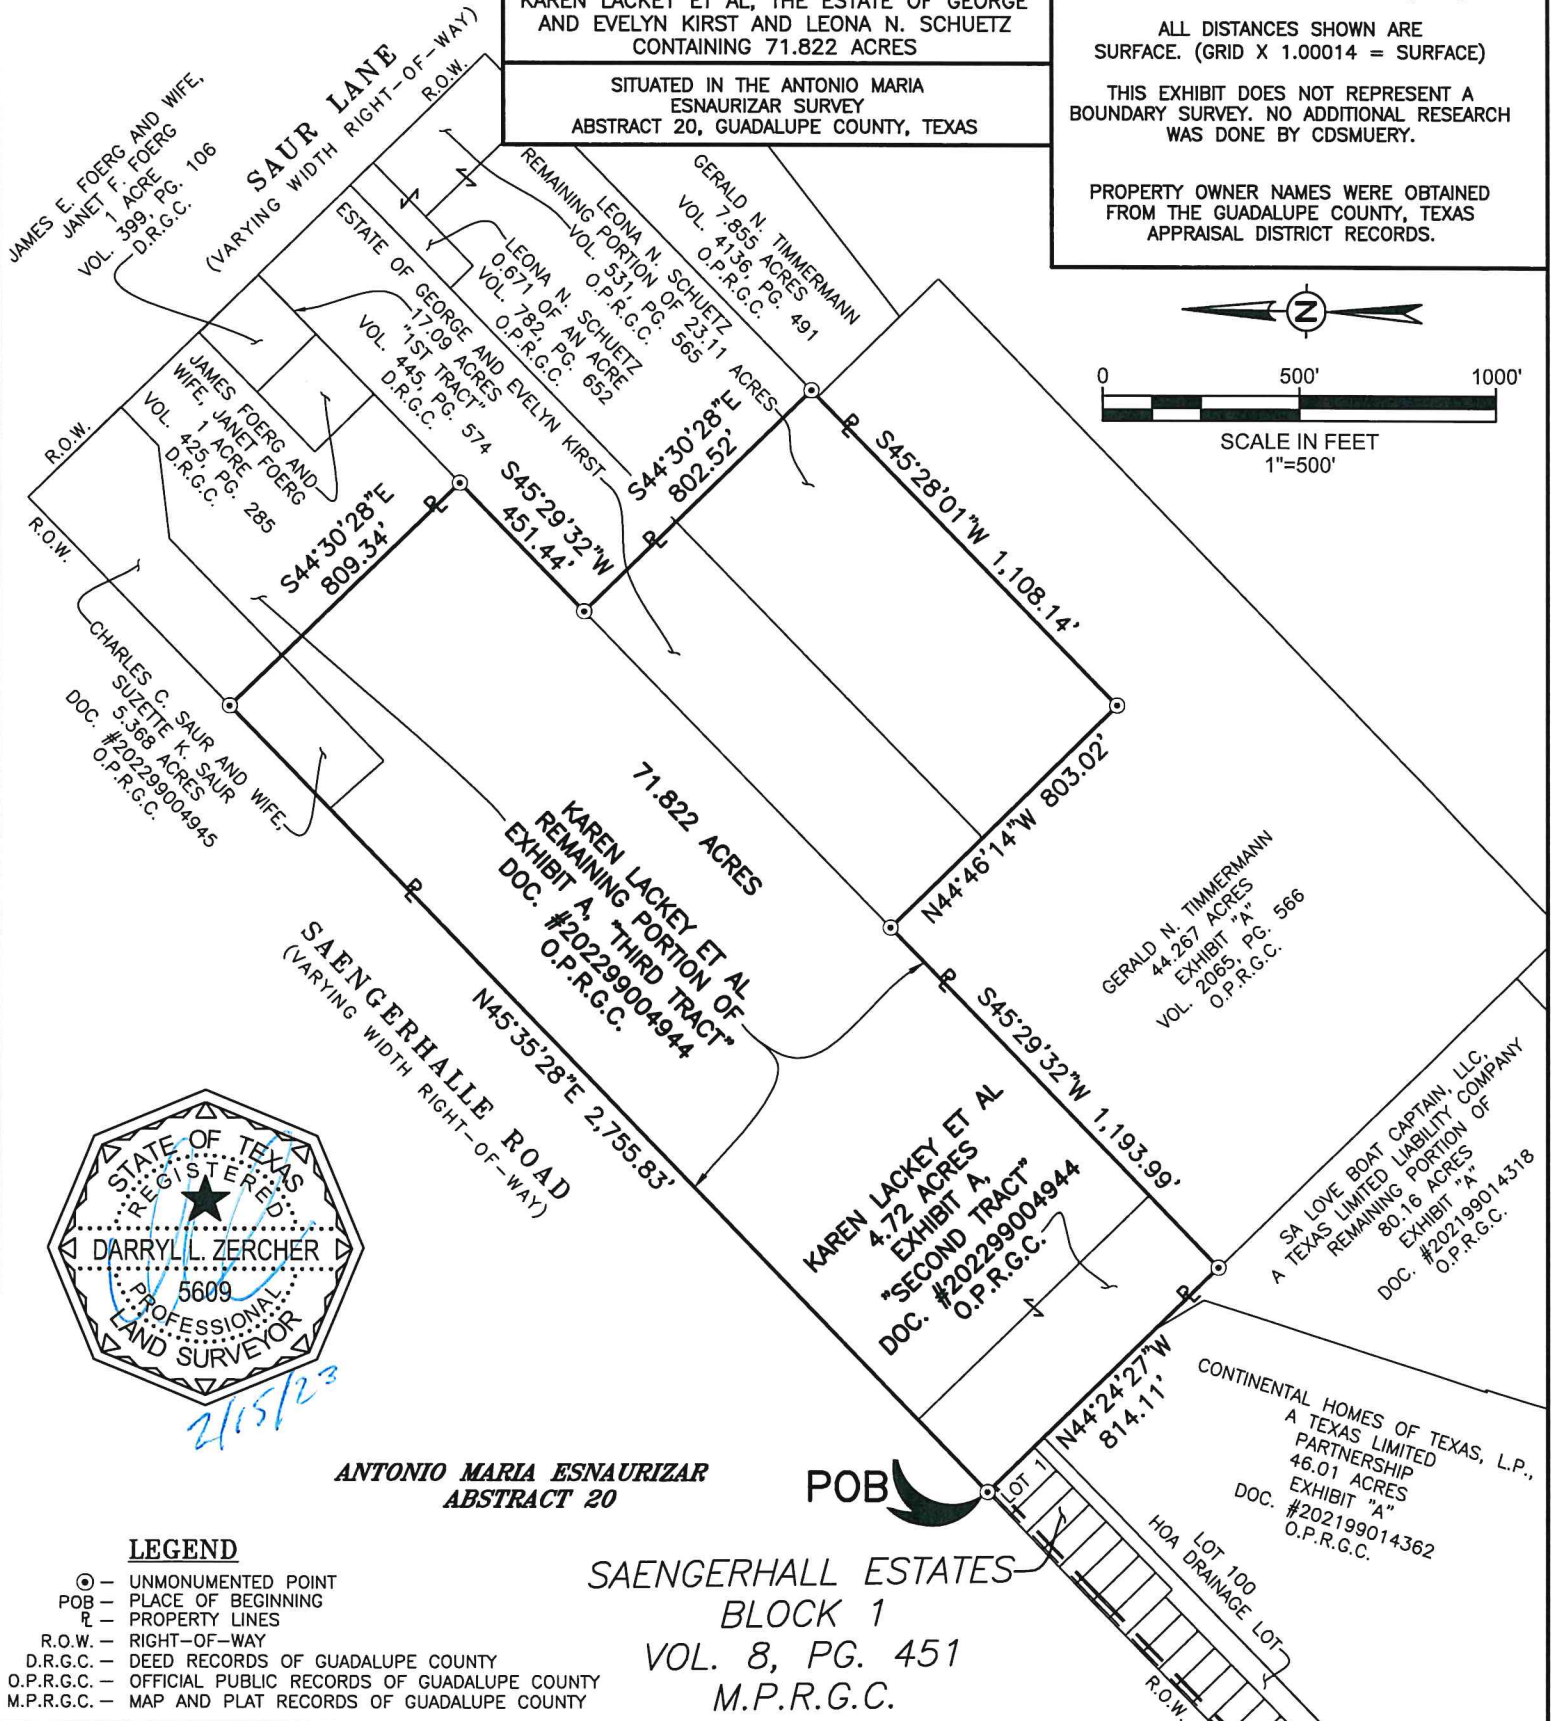 KAREN LACKEY ET AL, THE ESTATE OF GEORGE
AND EVELYN KIRST AND LEONA N. SCHUETZ
CONTAINING 71.822 ACRES
SITUATED IN THE ANTONIO MARIA
ESNAURIZAR SURVEY
ABSTRACT 20, GUADALUPE COUNTY, TEXAS
ALL DISTANCES SHOWN ARE
SURFACE. (GRID X 1.00014 = SURFACE)
THIS EXHIBIT DOES NOT REPRESENT A
BOUNDARY SURVEY. NO ADDITIONAL RESEARCH
WAS DONE BY CDSMUERY.
PROPERTY OWNER NAMES WERE OBTAINED
FROM THE GUADALUPE COUNTY, TEXAS
APPRAISAL DISTRICT RECORDS.
N
0 500' 1000'
SCALE IN FEET
1"=500'
JAMES E. FOERG AND WIFE,
JANET F. FOERG
1 ACRE
VOL. 399, PG. 106
D.R.G.C.
SAUR LANE
(VARYING WIDTH RIGHT-OF-WAY)
R.O.W.
REMAINING PORTION OF 23.11 ACRES
LEONA N. SCHUETZ
VOL. 531, PG. 565
O.P.R.G.C.
GERALD N. TIMMERMANN
7.855 ACRES
VOL. 4136, PG. 491
O.P.R.G.C.
LEONA N. SCHUETZ
0.671 OF AN ACRE
VOL. 782, PG. 652
O.P.R.G.C.
ESTATE OF GEORGE AND EVELYN KIRST
17.09 ACRES
"1ST TRACT"
VOL. 445, PG. 574
D.R.G.C.
JAMES FOERG AND
WIFE, JANET FOERG
1 ACRE
VOL. 425, PG. 285
D.R.G.C.
R.O.W.
R.O.W.
S44°30'28"E
809.34'
S45°29'32"W
451.44'
S44°30'28"E
802.52'
S45°28'01"W 1,108.14'
CHARLES C. SAUR AND WIFE,
SUZETTE K. SAUR
5.368 ACRES
DOC. #202299004945
O.P.R.G.C.
71.822 ACRES
N44°46'14"W 803.02'
KAREN LACKEY ET AL
REMAINING PORTION OF
EXHIBIT A, "THIRD TRACT"
DOC. #202299004944
O.P.R.G.C.
GERALD N. TIMMERMANN
44.267 ACRES
EXHIBIT "A"
VOL. 2065, PG. 566
O.P.R.G.C.
SAENGERHALLE ROAD
(VARYING WIDTH RIGHT-OF-WAY)
N45°35'28"E 2,755.83'
S45°29'32"W 1,193.99'
KAREN LACKEY ET AL
4.72 ACRES
EXHIBIT A,
"SECOND TRACT"
DOC. #202299004944
O.P.R.G.C.
SA LOVE BOAT CAPTAIN, LLC,
A TEXAS LIMITED LIABILITY COMPANY
REMAINING PORTION OF
80.16 ACRES
EXHIBIT "A"
DOC. #202199014318
O.P.R.G.C.
STATE OF TEXAS
REGISTERED
DARRYL L. ZERCHER
5609
PROFESSIONAL
LAND SURVEYOR
2/15/23
N44°24'27"W
814.11'
CONTINENTAL HOMES OF TEXAS, L.P.,
A TEXAS LIMITED
PARTNERSHIP
46.01 ACRES
EXHIBIT "A"
DOC. #202199014362
O.P.R.G.C.
ANTONIO MARIA ESNAURIZAR
ABSTRACT 20
POB
LOT 1
LOT 100
HOA DRAINAGE LOT
R.O.W.
SAENGERHALL ESTATES
BLOCK 1
VOL. 8, PG. 451
M.P.R.G.C.
LEGEND
– UNMONUMENTED POINT
POB – PLACE OF BEGINNING
PL – PROPERTY LINES
R.O.W. – RIGHT-OF-WAY
D.R.G.C. – DEED RECORDS OF GUADALUPE COUNTY
O.P.R.G.C. – OFFICIAL PUBLIC RECORDS OF GUADALUPE COUNTY
M.P.R.G.C. – MAP AND PLAT RECORDS OF GUADALUPE COUNTY